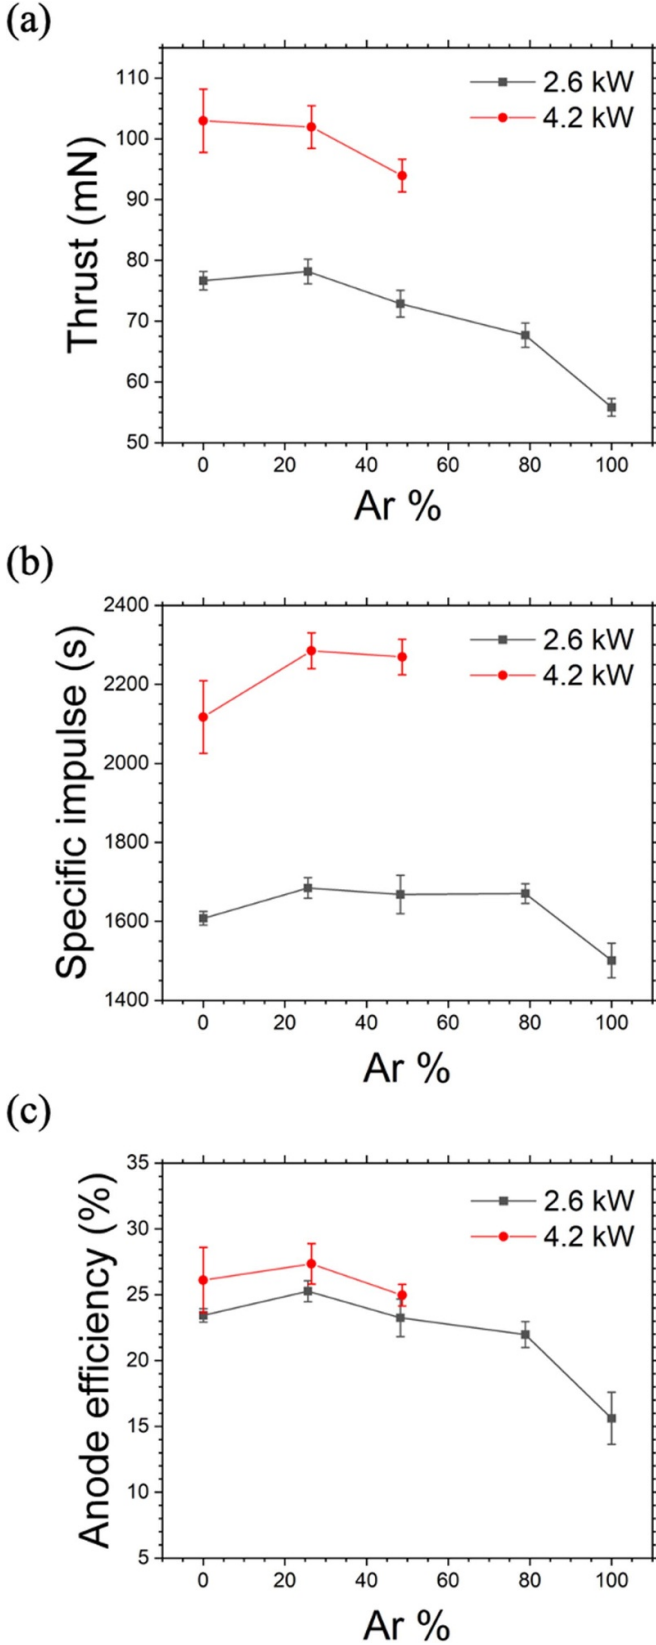 (a)
110
100
90
80
70
60
50
Thrust (mN)
2.6 kW
4.2 kW
0 20 40 60 80 100
Ar %
(b)
2400
2200
2000
1800
1600
1400
Specific impulse (s)
2.6 kW
4.2 kW
0 20 40 60 80 100
Ar %
(c)
35
30
25
20
15
10
5
Anode efficiency (%)
2.6 kW
4.2 kW
0 20 40 60 80 100
Ar %